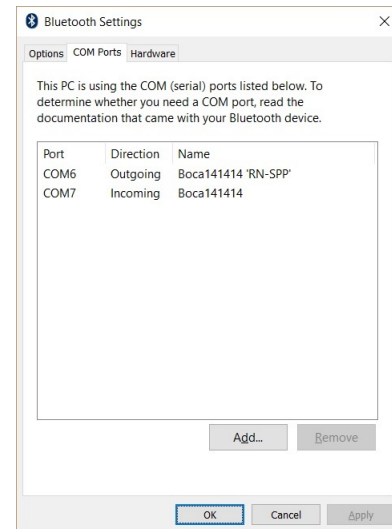 Bluetooth Settings
Options COM Ports Hardware
This PC is using the COM (serial) ports listed below. To
determine whether you need a COM port, read the
documentation that came with your Bluetooth device.
Port Direction Name
COM6 Outgoing Boca141414 'RN-SPP'
COM7 Incoming Boca141414
Add... Remove
OK Cancel Apply